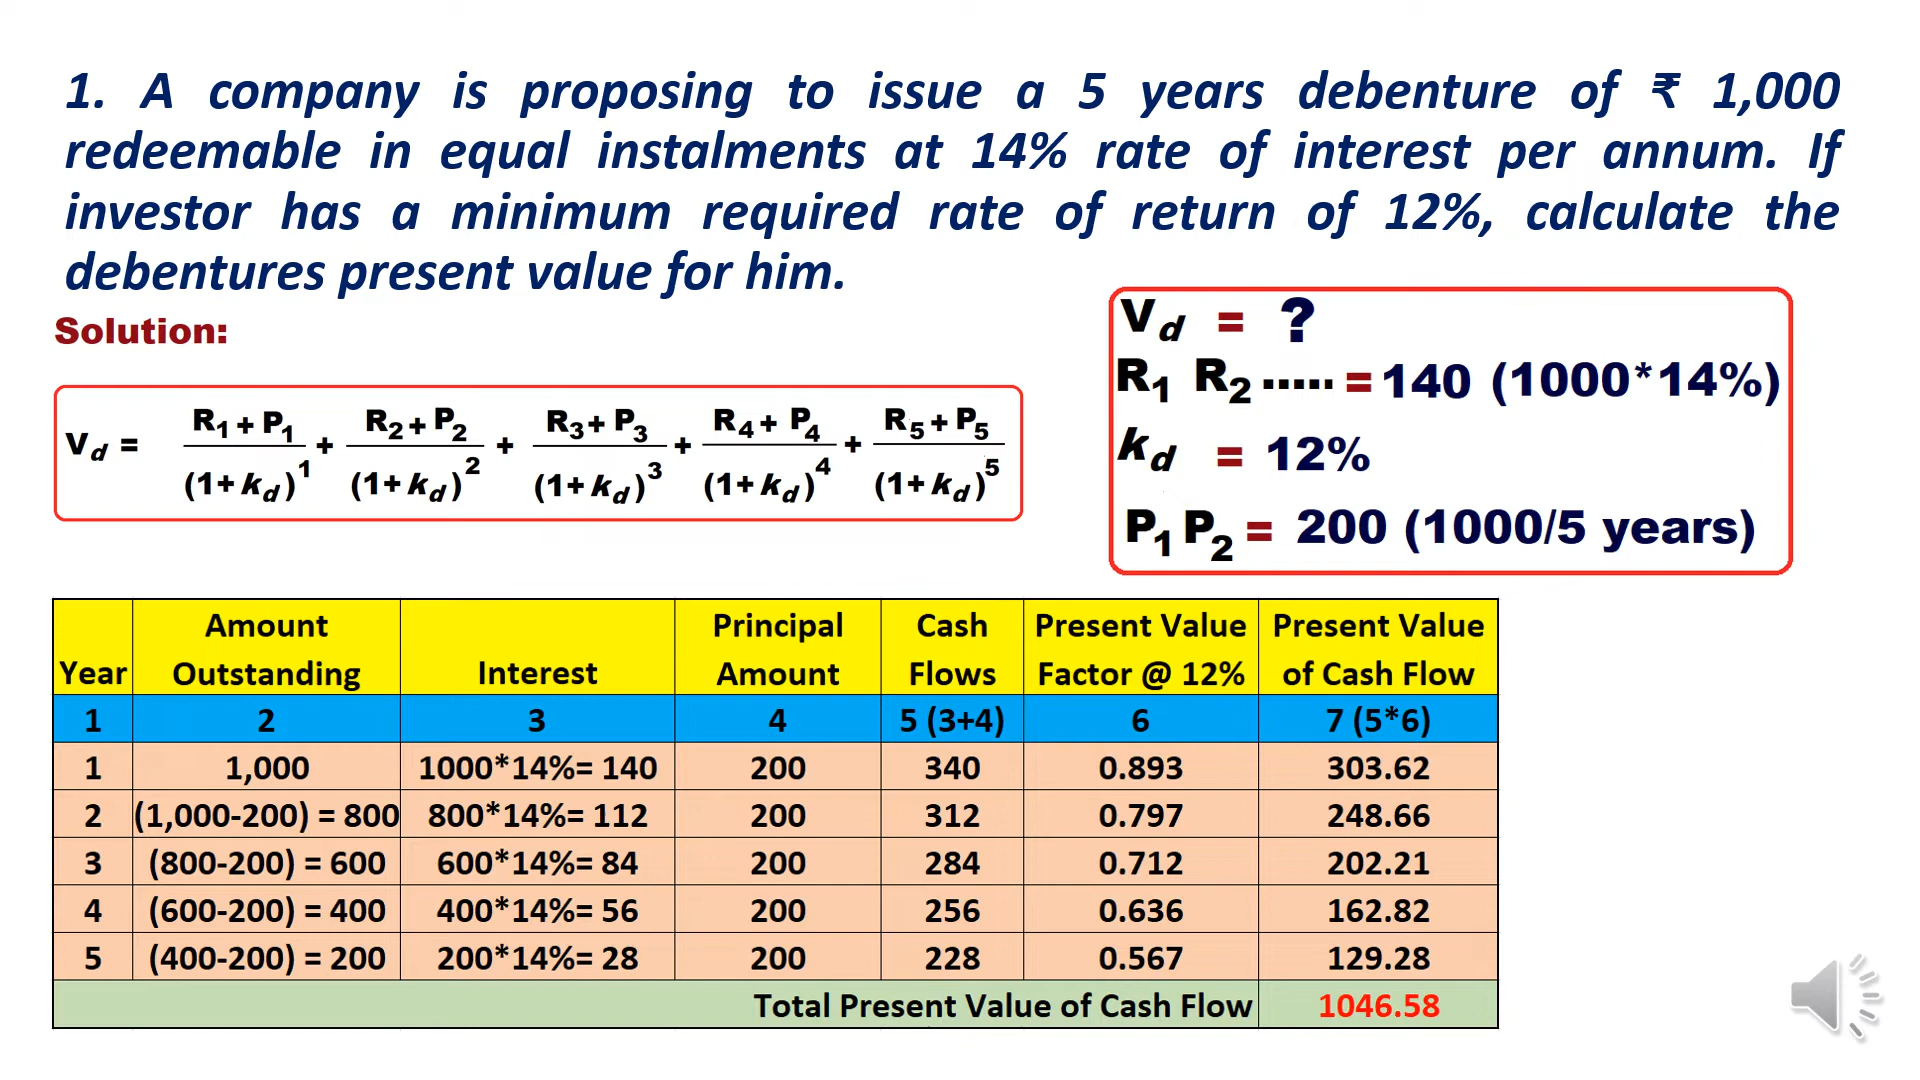 1. A company is proposing to issue a 5 years debenture of ₹ 1,000
redeemable in equal instalments at 14% rate of interest per annum. If
investor has a minimum required rate of return of 12%, calculate the
debentures present value for him.
Solution:
V_d = (R₁ + P₁)/(1+k_d)¹ + (R₂ + P₂)/(1+k_d)² + (R₃ + P₃)/(1+k_d)³ + (R₄ + P₄)/(1+k_d)⁴ + (R₅ + P₅)/(1+k_d)⁵
V_d = ?
R₁ R₂ ..... = 140 (1000*14%)
k_d = 12%
P₁ P₂ = 200 (1000/5 years)
Year | Amount Outstanding | Interest | Principal Amount | Cash Flows | Present Value Factor @ 12% | Present Value of Cash Flow
1 | 2 | 3 | 4 | 5 (3+4) | 6 | 7 (5*6)
1 | 1,000 | 1000*14%= 140 | 200 | 340 | 0.893 | 303.62
2 | (1,000-200) = 800 | 800*14%= 112 | 200 | 312 | 0.797 | 248.66
3 | (800-200) = 600 | 600*14%= 84 | 200 | 284 | 0.712 | 202.21
4 | (600-200) = 400 | 400*14%= 56 | 200 | 256 | 0.636 | 162.82
5 | (400-200) = 200 | 200*14%= 28 | 200 | 228 | 0.567 | 129.28
Total Present Value of Cash Flow | 1046.58